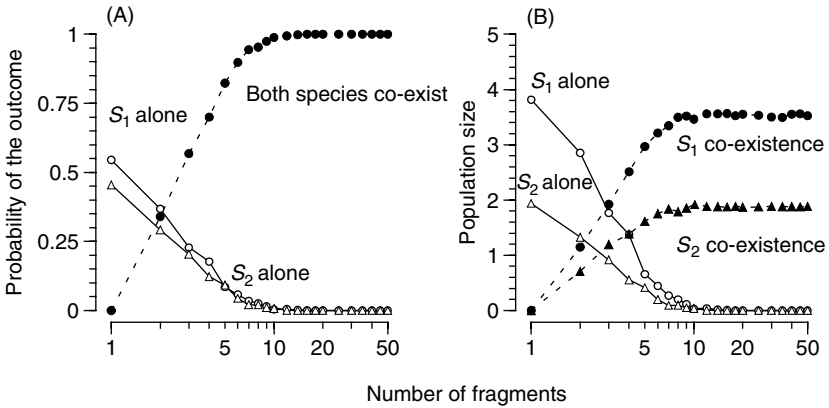 (A)
Probability of the outcome
1
0.75
0.5
0.25
0
S1 alone
Both species co-exist
S2 alone
1
5
10
20
50
(B)
Population size
5
4
3
2
1
0
S1 alone
S1 co-existence
S2 alone
S2 co-existence
1
5
10
20
50
Number of fragments